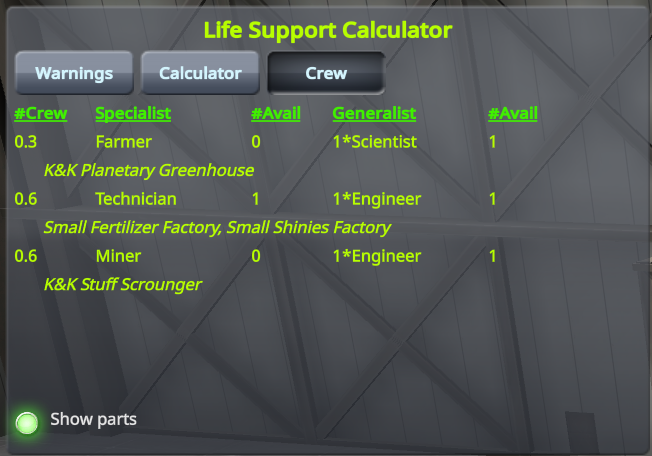 Life Support Calculator
Warnings Calculator Crew
#Crew Specialist #Avail Generalist #Avail
0.3 Farmer 0 1*Scientist 1
K&K Planetary Greenhouse
0.6 Technician 1 1*Engineer 1
Small Fertilizer Factory, Small Shinies Factory
0.6 Miner 0 1*Engineer 1
K&K Stuff Scrounger
Show parts